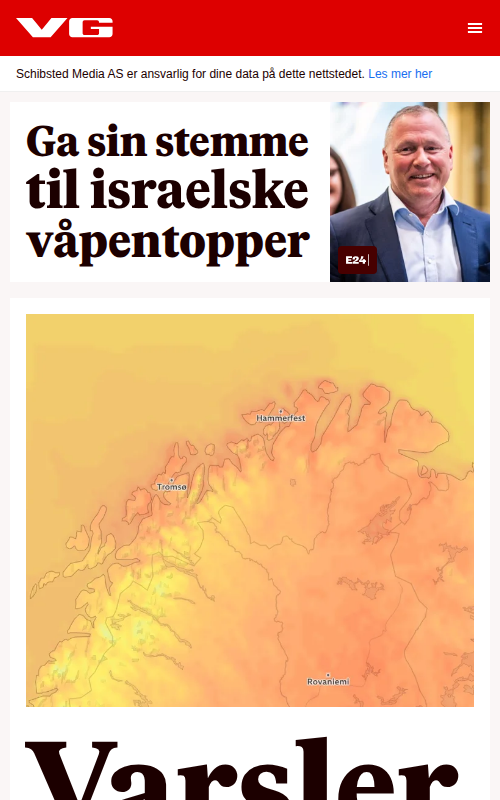 VG
Schibsted Media AS er ansvarlig for dine data på dette nettstedet. Les mer her
Ga sin stemme
til israelske
våpentopper
E24
Hammerfest
Tromsø
Rovaniemi
Varsler